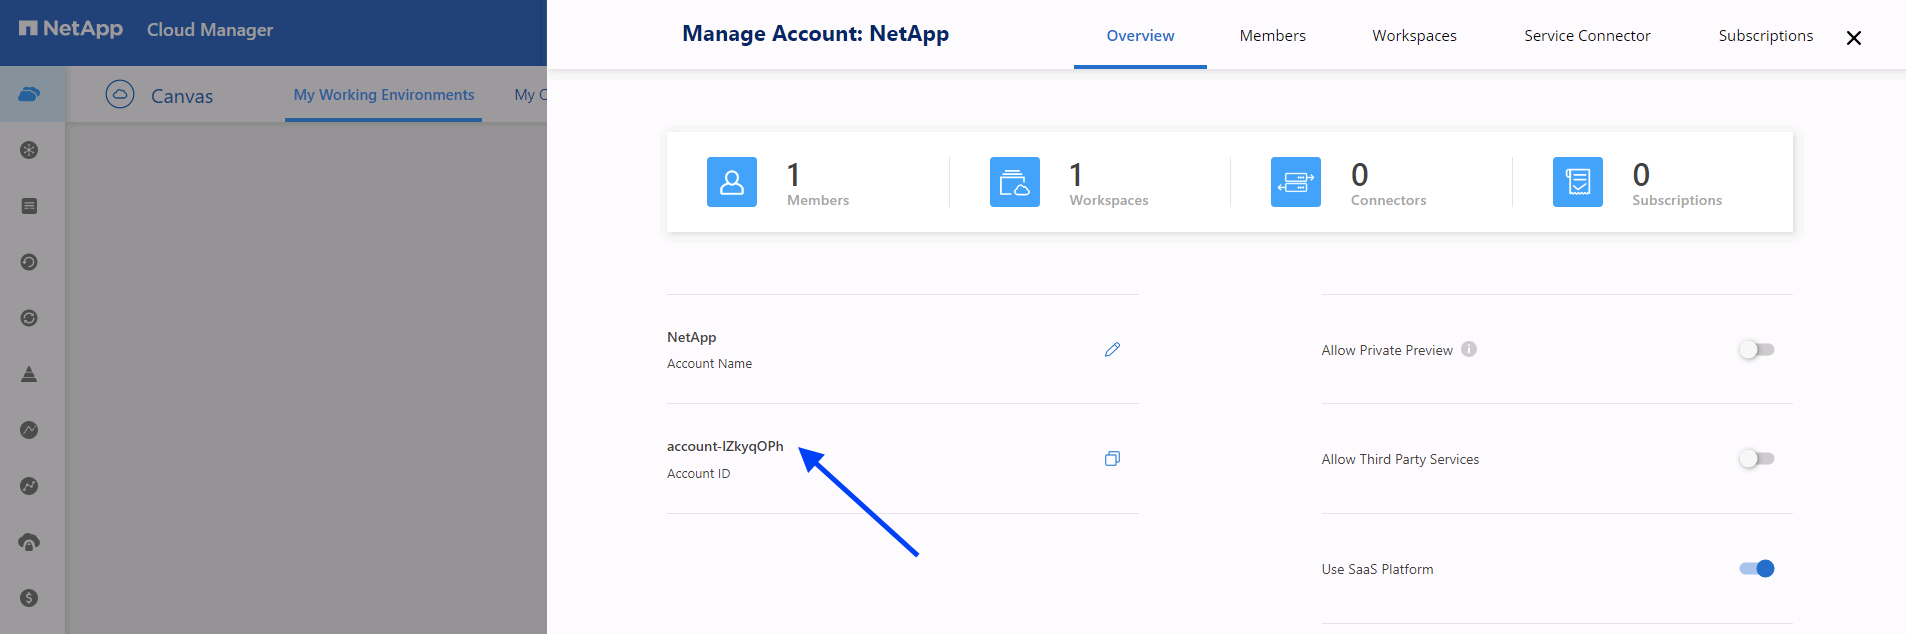 NetApp Cloud Manager
Manage Account: NetApp
Overview
Members
Workspaces
Service Connector
Subscriptions
Canvas
My Working Environments
My C
1
Members
1
Workspaces
0
Connectors
0
Subscriptions
NetApp
Account Name
account-IZkyqOPh
Account ID
Allow Private Preview
Allow Third Party Services
Use SaaS Platform